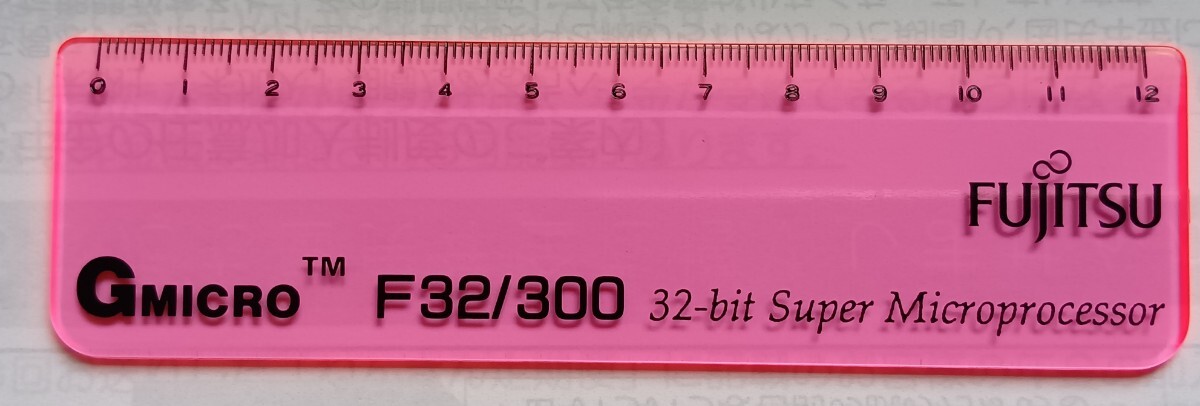 0 1 2 3 4 5 6 7 8 9 10 11 12
FUJITSU
GMICRO™ F32/300 32-bit Super Microprocessor